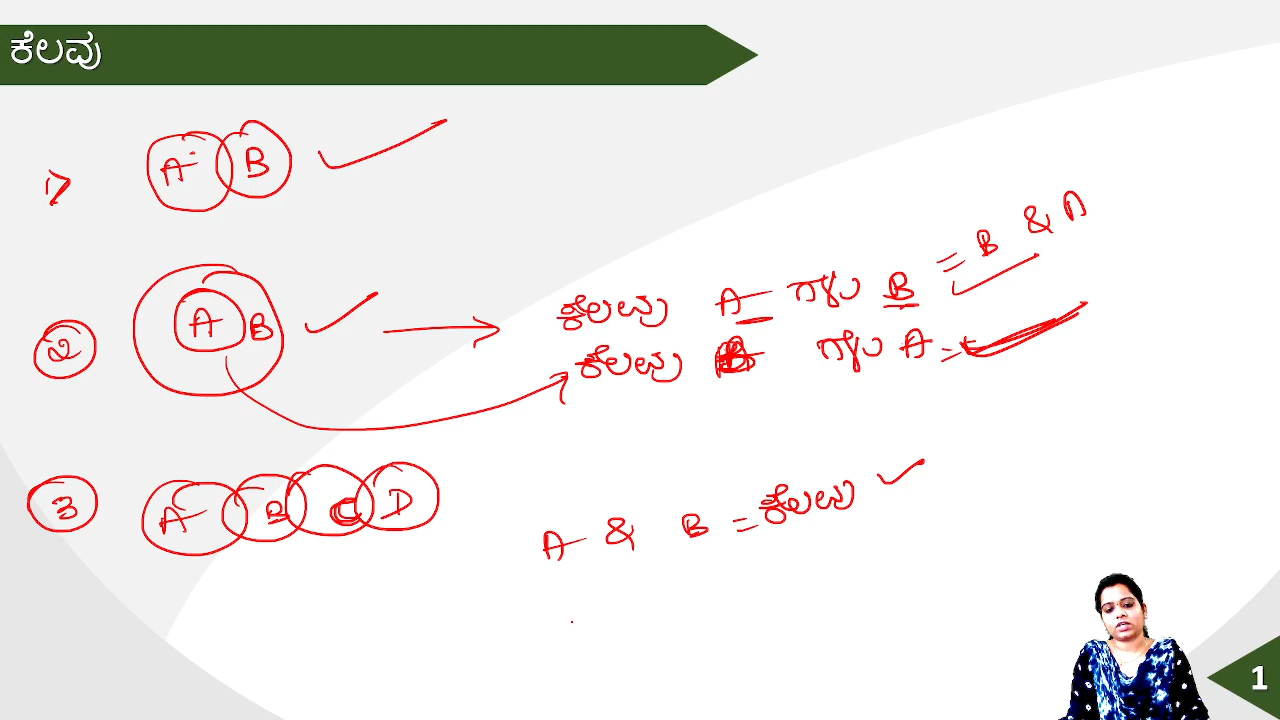 ಕೆಲವು
1) A B
② A B
ಕೆಲವು A ಗಳು B = B & A
ಕೆಲವು B ಗಳು A =
③ A B C D
A & B = ಕೆಲವು
1